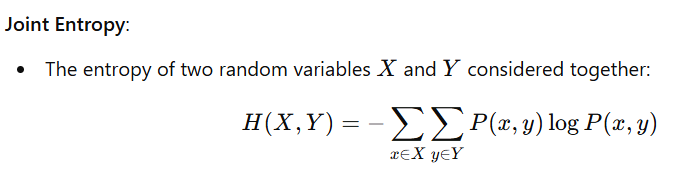 Joint Entropy:
• The entropy of two random variables X and Y considered together:
H(X, Y) = − ∑ ∑ P(x, y) log P(x, y)
x∈X y∈Y